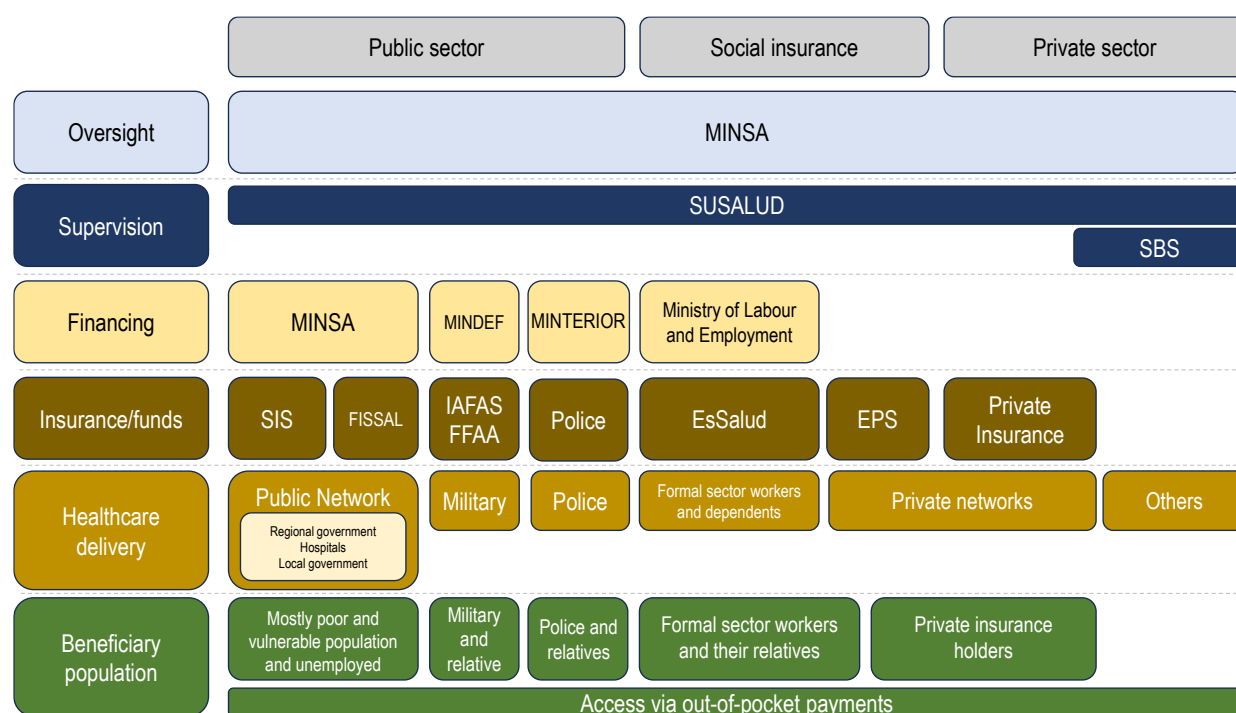 Public sector
Social insurance
Private sector
Oversight
MINSA
Supervision
SUSALUD
SBS
Financing
MINSA
MINDEF
MINTERIOR
Ministry of Labour
and Employment
Insurance/funds
SIS
FISSAL
IAFAS
FFAA
Police
EsSalud
EPS
Private
Insurance
Healthcare
delivery
Public Network
Regional government
Hospitals
Local government
Military
Police
Formal sector workers
and dependents
Private networks
Others
Beneficiary
population
Mostly poor and
vulnerable population
and unemployed
Military
and
relative
Police and
relatives
Formal sector workers
and their relatives
Private insurance
holders
Access via out-of-pocket payments